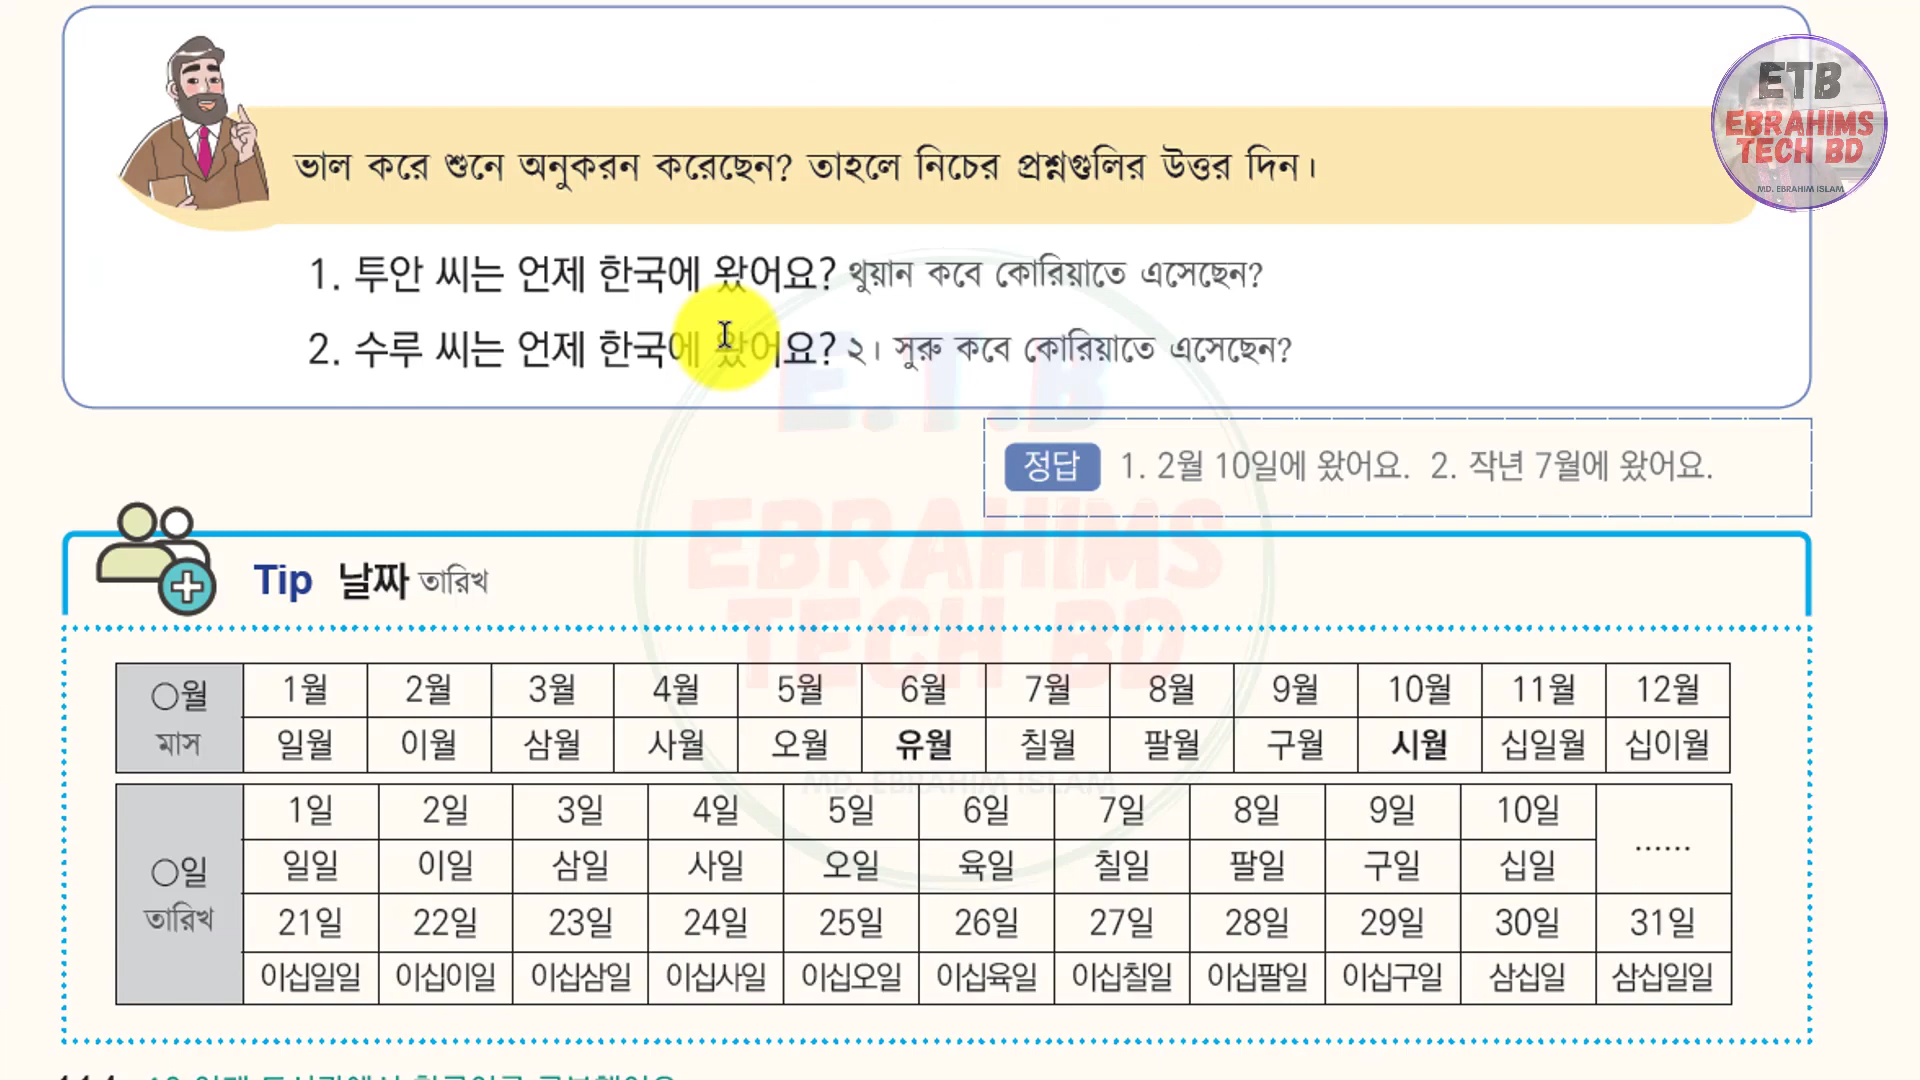 ETB
EBRAHIMS
TECH BD
MD. EBRAHIM ISLAM
ভাল করে শুনে অনুকরন করেছেন? তাহলে নিচের প্রশ্নগুলির উত্তর দিন।
1. 투안 씨는 언제 한국에 왔어요? থুয়ান কবে কোরিয়াতে এসেছেন?
2. 수루 씨는 언제 한국에 왔어요? ২। সুরু কবে কোরিয়াতে এসেছেন?
E.T.B
EBRAHIMS
TECH BD
MD. EBRAHIM ISLAM
정답 1. 2월 10일에 왔어요. 2. 작년 7월에 왔어요.
Tip 날짜 তারিখ
○월 1월 2월 3월 4월 5월 6월 7월 8월 9월 10월 11월 12월
মাস 일월 이월 삼월 사월 오월 유월 칠월 팔월 구월 시월 십일월 십이월
1일 2일 3일 4일 5일 6일 7일 8일 9일 10일 ......
○일 일일 이일 삼일 사일 오일 육일 칠일 팔일 구일 십일
তারিখ 21일 22일 23일 24일 25일 26일 27일 28일 29일 30일 31일
이십일일 이십이일 이십삼일 이십사일 이십오일 이십육일 이십칠일 이십팔일 이십구일 삼십일 삼십일일